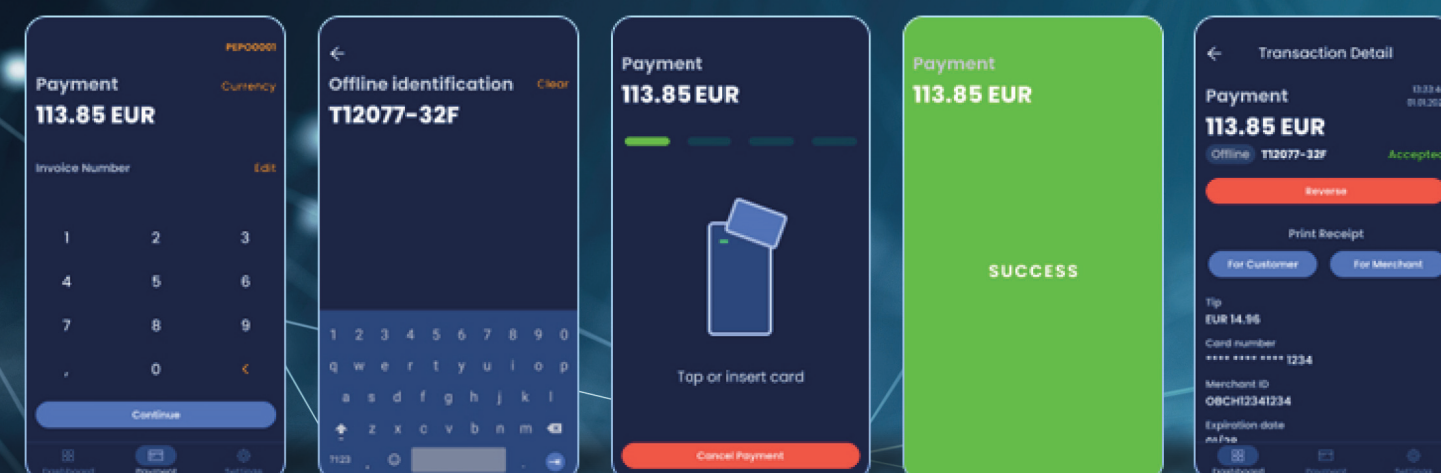 PEPO0001
Payment
Currency
113.85 EUR
Invoice Number
Edit
1 2 3
4 5 6
7 8 9
, 0 <
Continue
Dashboard Payment Settings
←
Offline identification
Clear
T12077-32F
1 2 3 4 5 6 7 8 9 0
q w e r t y u i o p
a s d f g h j k l
z x c v b n m
?123 , .
Payment
113.85 EUR
Tap or insert card
Cancel Payment
Payment
113.85 EUR
SUCCESS
← Transaction Detail
Payment
113.85 EUR
Offline T12077-32F Accepted
Reverse
Print Receipt
For Customer For Merchant
Tip
EUR 14.96
Card number
**** **** **** 1234
Merchant ID
OBCH12341234
Expiration date
01/28
Dashboard Payment Settings